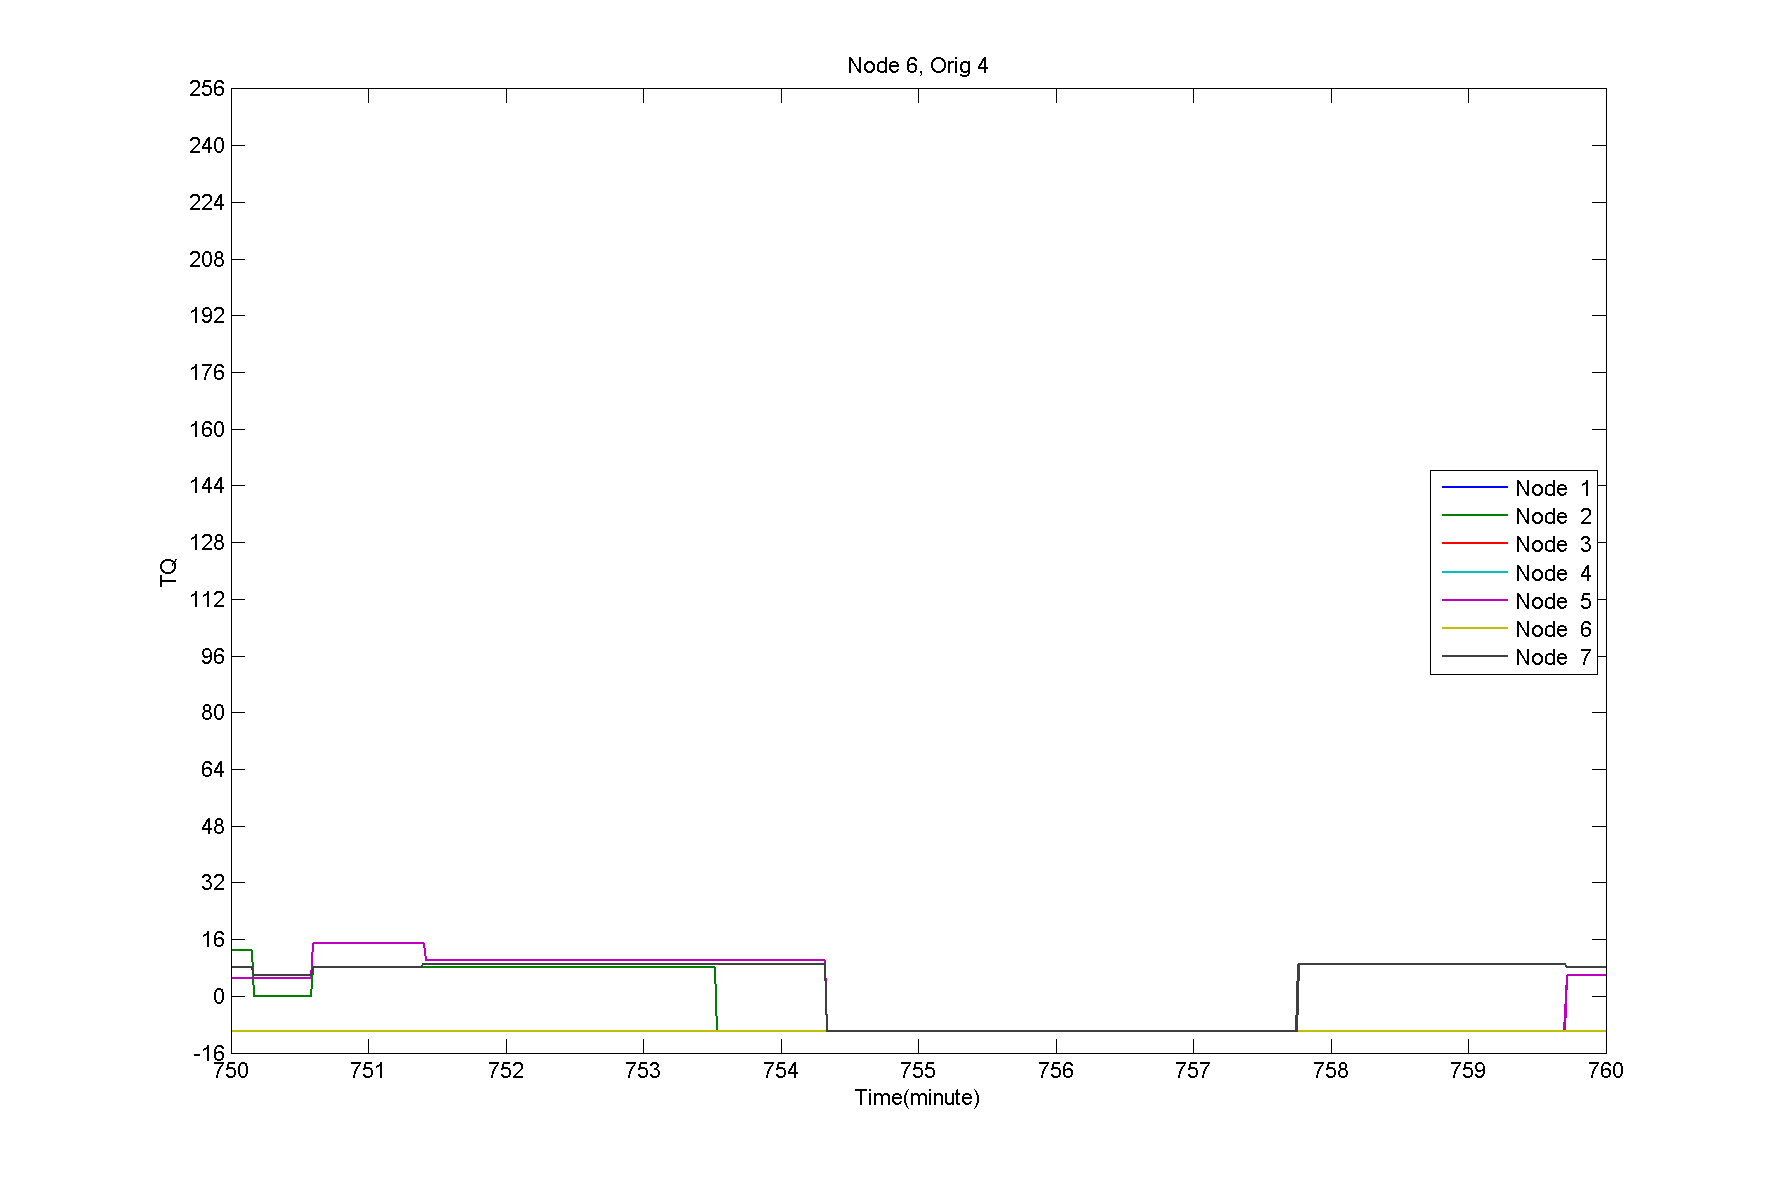 Node 6, Orig 4
256
240
224
208
192
176
160
144
128
112
96
80
64
48
32
16
0
-16
TQ
Node 1
Node 2
Node 3
Node 4
Node 5
Node 6
Node 7
750 751 752 753 754 755 756 757 758 759 760
Time(minute)